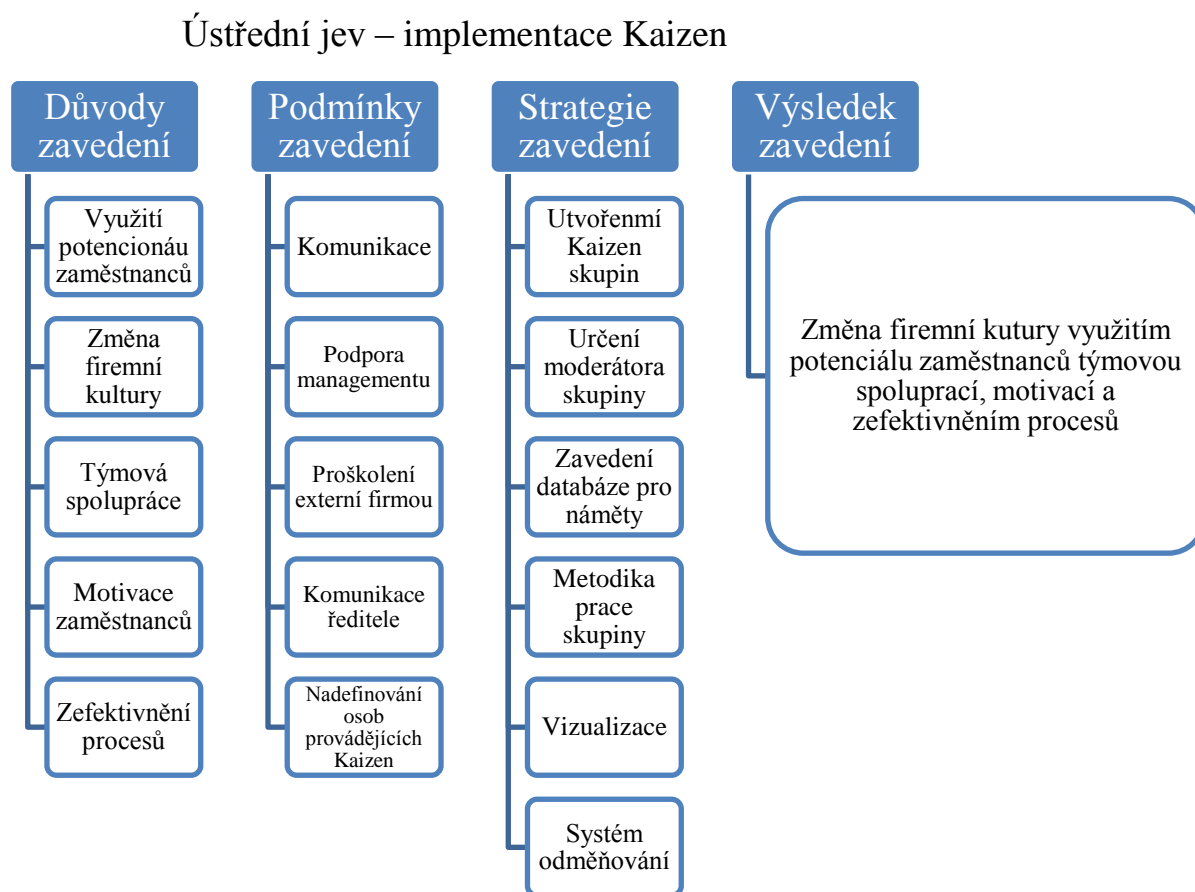 Ústřední jev – implementace Kaizen
Důvody
zavedení
Využití
potencionáu
zaměstnanců
Změna
firemní
kultury
Týmová
spolupráce
Motivace
zaměstnanců
Zefektivnění
procesů
Podmínky
zavedení
Komunikace
Podpora
managementu
Proškolení
externí firmou
Komunikace
ředitele
Nadefinování
osob
provádějících
Kaizen
Strategie
zavedení
Utvořenmí
Kaizen
skupin
Určení
moderátora
skupiny
Zavedení
databáze pro
náměty
Metodika
prace
skupiny
Vizualizace
Systém
odměňování
Výsledek
zavedení
Změna firemní kutury využitím
potenciálu zaměstnanců týmovou
spoluprací, motivací a
zefektivněním procesů